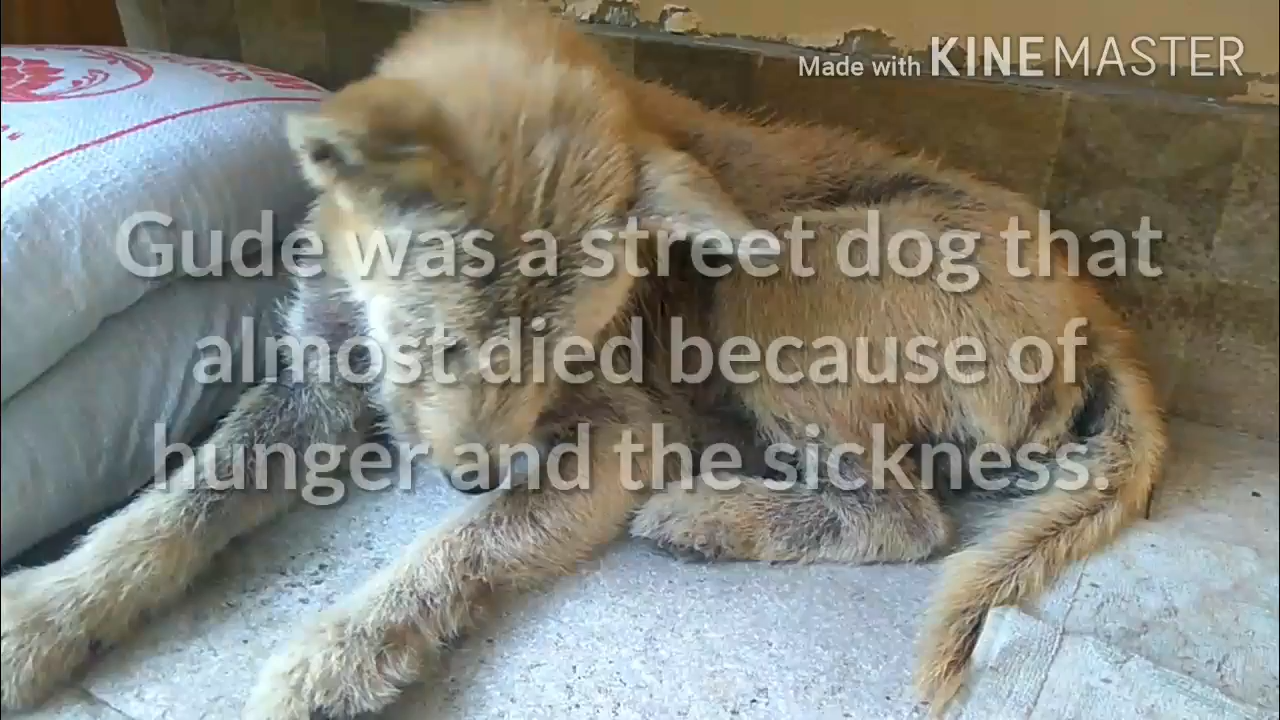 Made with KINEMASTER
Gude was a street dog that
almost died because of
hunger and the sickness.